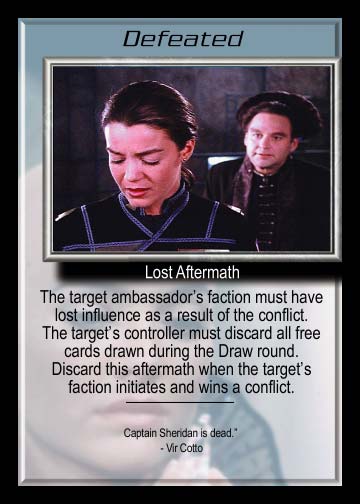 Defeated
Lost Aftermath
The target ambassador's faction must have
lost influence as a result of the conflict.
The target's controller must discard all free
cards drawn during the Draw round.
Discard this aftermath when the target's
faction initiates and wins a conflict.
Captain Sheridan is dead."
- Vir Cotto